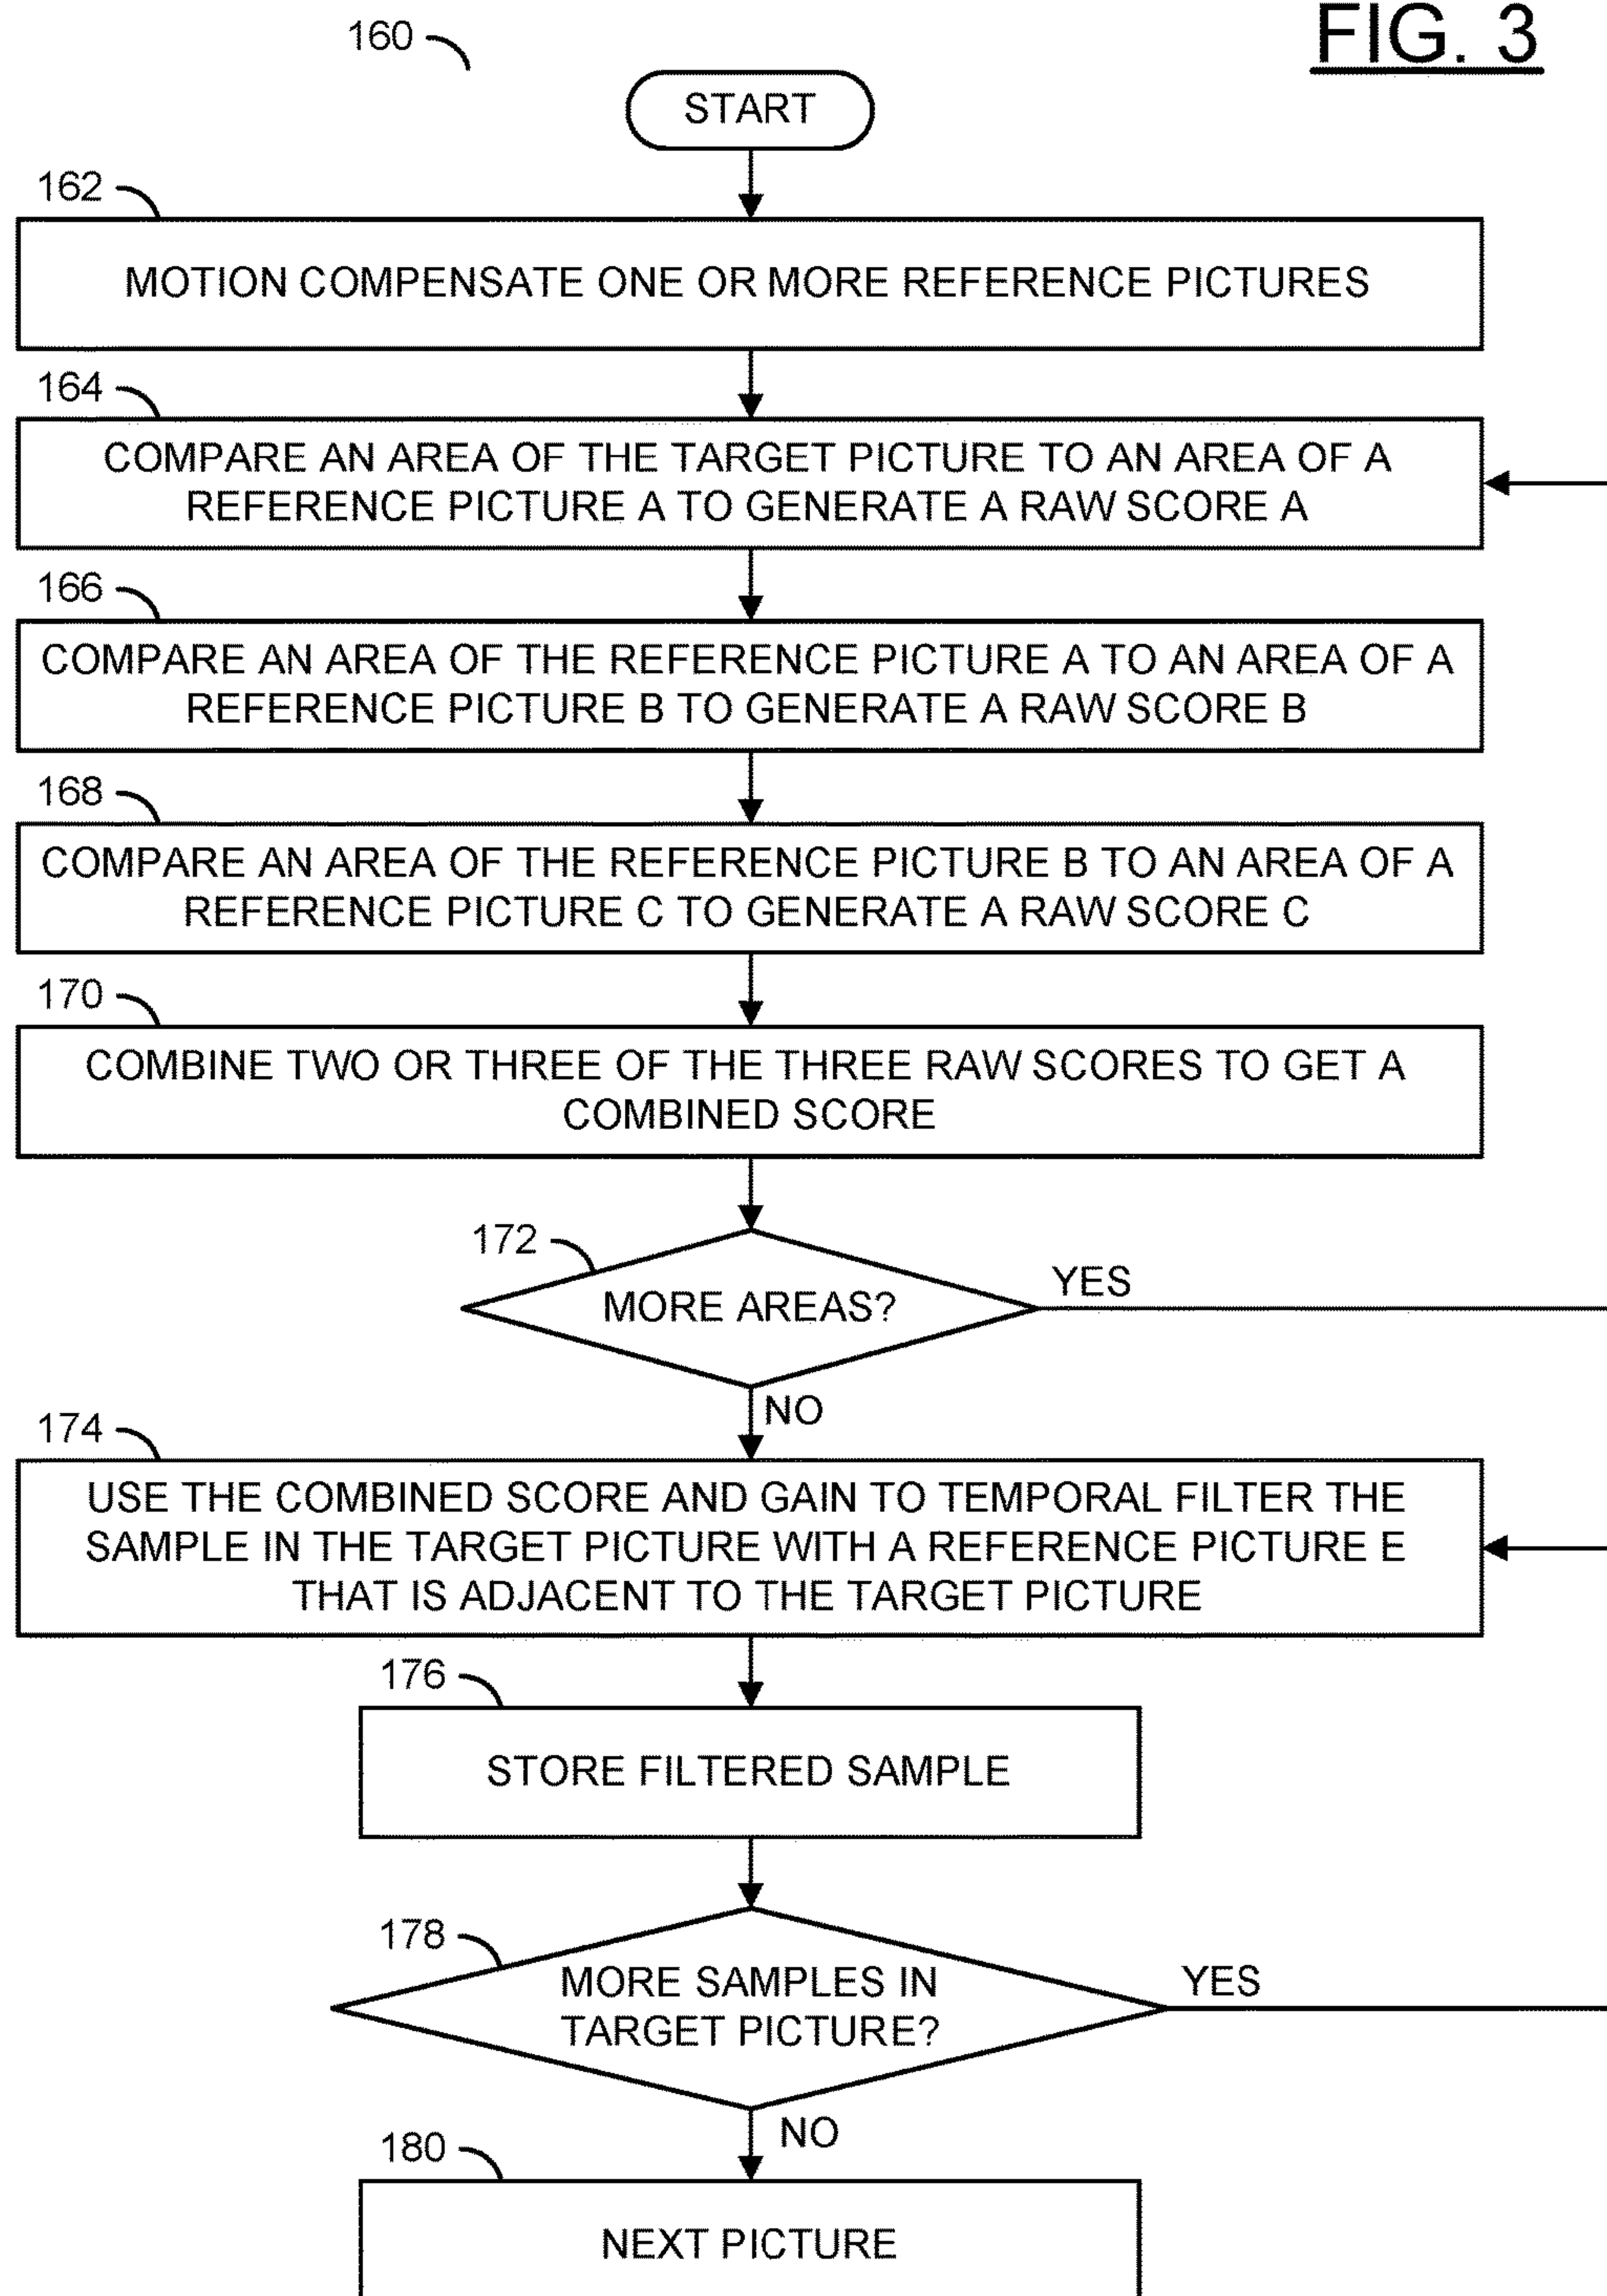 FIG. 3
160
START
162
MOTION COMPENSATE ONE OR MORE REFERENCE PICTURES
164
COMPARE AN AREA OF THE TARGET PICTURE TO AN AREA OF A
REFERENCE PICTURE A TO GENERATE A RAW SCORE A
166
COMPARE AN AREA OF THE REFERENCE PICTURE A TO AN AREA OF A
REFERENCE PICTURE B TO GENERATE A RAW SCORE B
168
COMPARE AN AREA OF THE REFERENCE PICTURE B TO AN AREA OF A
REFERENCE PICTURE C TO GENERATE A RAW SCORE C
170
COMBINE TWO OR THREE OF THE THREE RAW SCORES TO GET A
COMBINED SCORE
172
MORE AREAS?
YES
NO
174
USE THE COMBINED SCORE AND GAIN TO TEMPORAL FILTER THE
SAMPLE IN THE TARGET PICTURE WITH A REFERENCE PICTURE E
THAT IS ADJACENT TO THE TARGET PICTURE
176
STORE FILTERED SAMPLE
178
MORE SAMPLES IN
TARGET PICTURE?
YES
NO
180
NEXT PICTURE